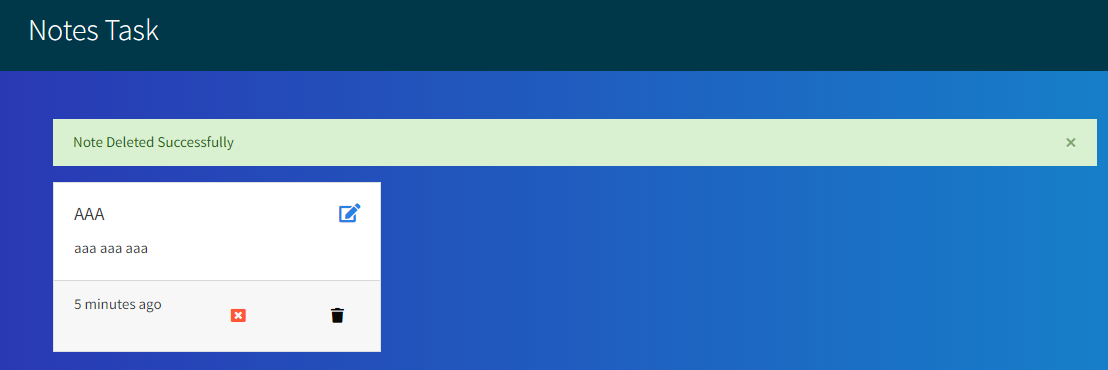 Notes Task
Note Deleted Successfully ×
AAA
aaa aaa aaa
5 minutes ago